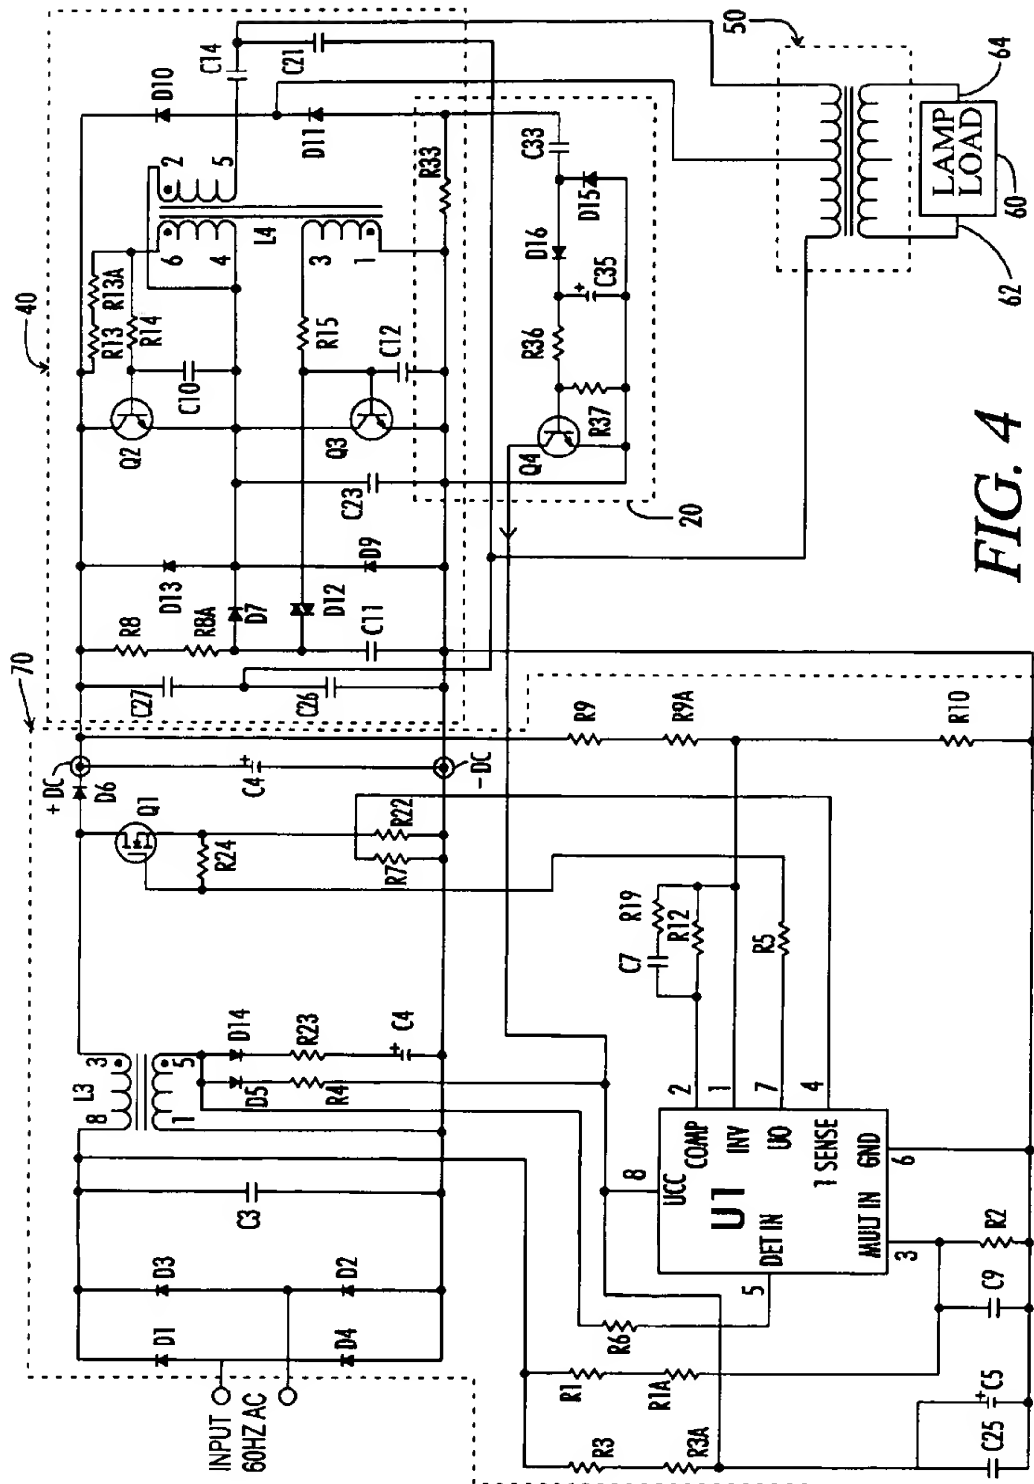 FIG. 4
70
40
50
20
60
62
64
LAMP
LOAD
INPUT
60HZ AC
D1
D3
D4
D2
C3
L3
8
3
1
5
D14
D5
R23
R4
C4
+
Q1
R24
R7
R22
+ DC
D6
C4
+
- DC
C27
C26
R8
R8A
D7
D12
C11
D13
D9
C23
Q2
Q3
C10
R13
R13A
R14
R15
C12
6
4
3
1
2
5
L4
D10
D11
C14
C21
R33
C33
D15
D16
C35
+
R36
R37
Q4
R9
R9A
R10
R19
R12
C7
R5
2
1
7
4
8
UCC
COMP
INV
UO
1 SENSE
U1
DET IN
MULT IN
GND
5
3
6
R6
R1
R1A
R3
R3A
R2
C9
C5
+
C25